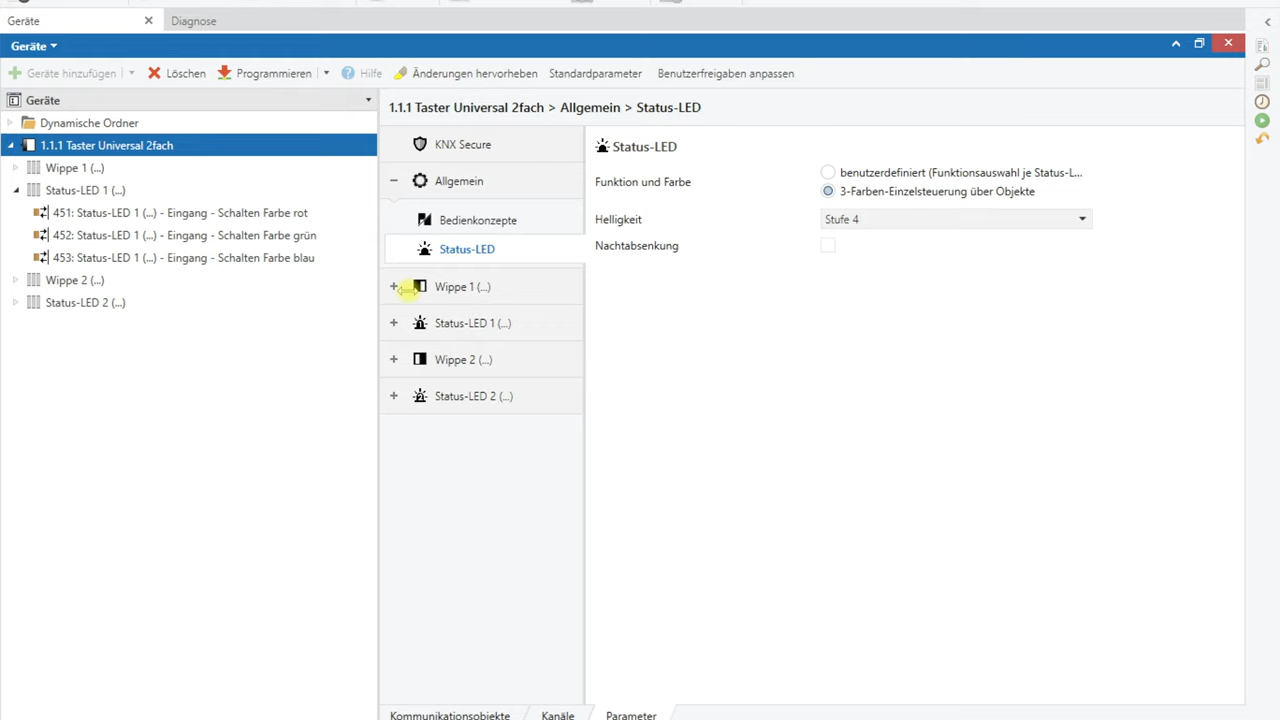 Geräte
Diagnose
Geräte
Geräte hinzufügen
Löschen
Programmieren
Hilfe
Änderungen hervorheben
Standardparameter
Benutzerfreigaben anpassen
Geräte
Dynamische Ordner
1.1.1 Taster Universal 2fach
Wippe 1 (...)
Status-LED 1 (...)
451: Status-LED 1 (...) - Eingang - Schalten Farbe rot
452: Status-LED 1 (...) - Eingang - Schalten Farbe grün
453: Status-LED 1 (...) - Eingang - Schalten Farbe blau
Wippe 2 (...)
Status-LED 2 (...)
1.1.1 Taster Universal 2fach > Allgemein > Status-LED
KNX Secure
Allgemein
Bedienkonzepte
Status-LED
Wippe 1 (...)
Status-LED 1 (...)
Wippe 2 (...)
Status-LED 2 (...)
Status-LED
Funktion und Farbe
benutzerdefiniert (Funktionsauswahl je Status-L...
3-Farben-Einzelsteuerung über Objekte
Helligkeit
Stufe 4
Nachtabsenkung
Kommunikationsobjekte
Kanäle
Parameter